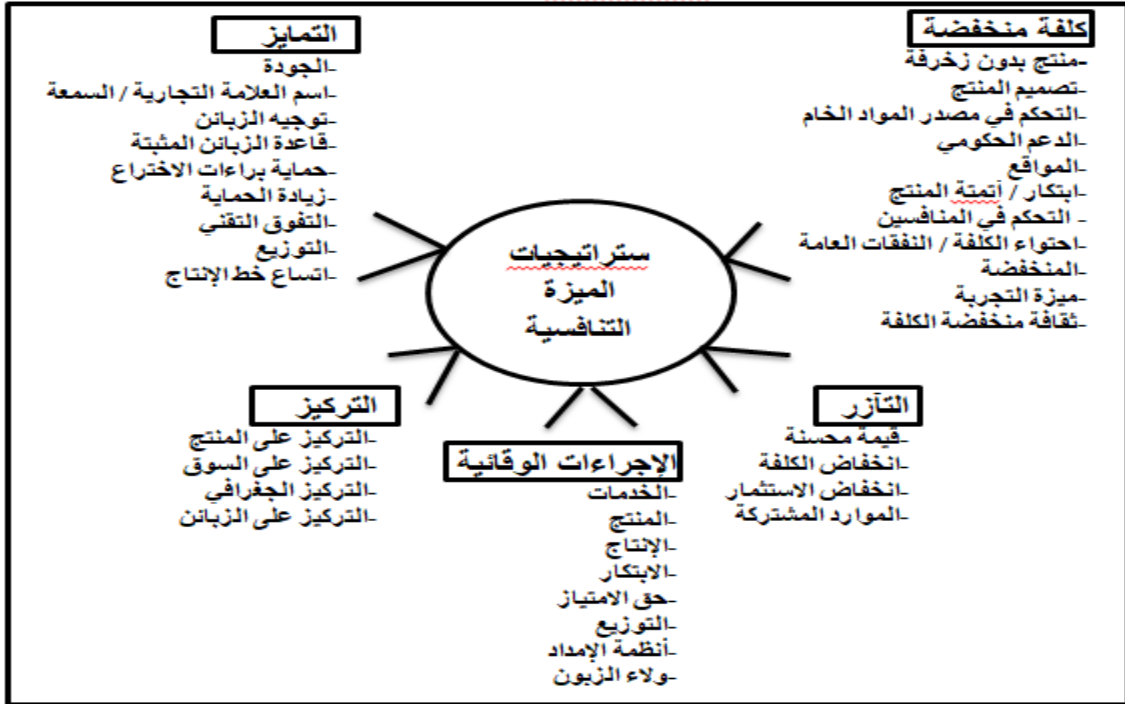 كلفة منخفضة
-منتج بدون زخرفة
-تصميم المنتج
-التحكم في مصدر المواد الخام
-الدعم الحكومي
-المواقع
-ابتكار / أتمتة المنتج
- التحكم في المنافسين
-احتواء الكلفة / النفقات العامة
-المنخفضة
-ميزة التجربة
-ثقافة منخفضة الكلفة
التمايز
-الجودة
-اسم العلامة التجارية / السمعة
-توجيه الزبائن
-قاعدة الزبائن المثبتة
-حماية براءات الاختراع
-زيادة الحماية
-التفوق التقني
-التوزيع
-اتساع خط الإنتاج
ستراتيجيات
الميزة
التنافسية
التآزر
-قيمة محسنة
-انخفاض الكلفة
-انخفاض الاستثمار
-الموارد المشتركة
الإجراءات الوقائية
-الخدمات
-المنتج
-الإنتاج
-الابتكار
-حق الامتياز
-التوزيع
-أنظمة الإمداد
-ولاء الزبون
التركيز
-التركيز على المنتج
-التركيز على السوق
-التركيز الجغرافي
-التركيز على الزبائن